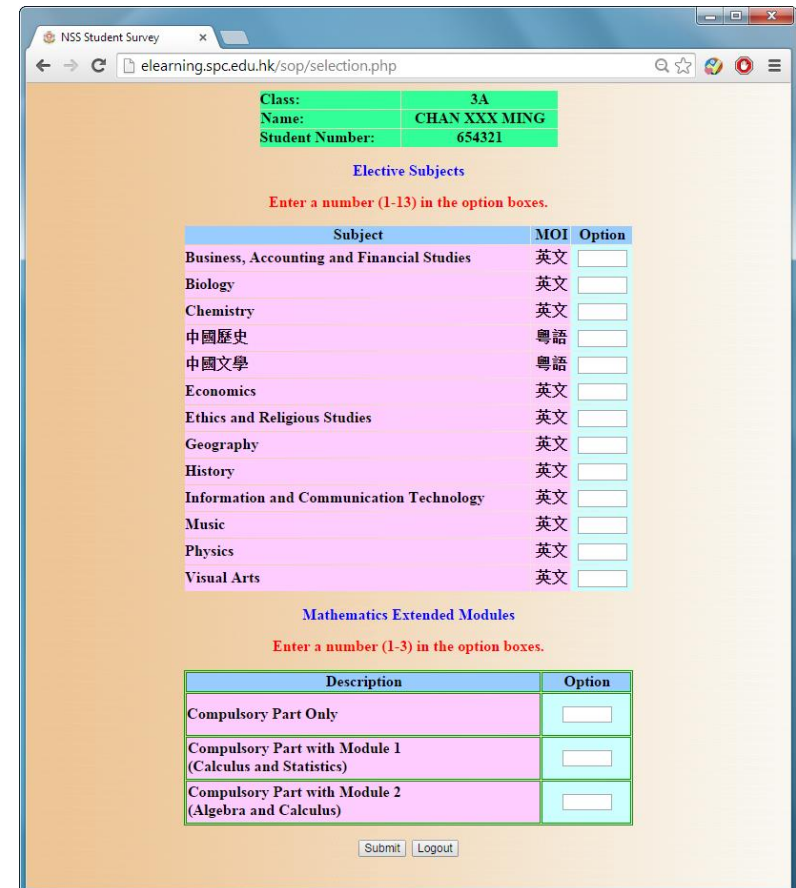 NSS Student Survey
elearning.spc.edu.hk/sop/selection.php
Class: 3A
Name: CHAN XXX MING
Student Number: 654321
Elective Subjects
Enter a number (1-13) in the option boxes.
Subject MOI Option
Business, Accounting and Financial Studies 英文
Biology 英文
Chemistry 英文
中國歷史 粵語
中國文學 粵語
Economics 英文
Ethics and Religious Studies 英文
Geography 英文
History 英文
Information and Communication Technology 英文
Music 英文
Physics 英文
Visual Arts 英文
Mathematics Extended Modules
Enter a number (1-3) in the option boxes.
Description Option
Compulsory Part Only
Compulsory Part with Module 1
(Calculus and Statistics)
Compulsory Part with Module 2
(Algebra and Calculus)
Submit Logout